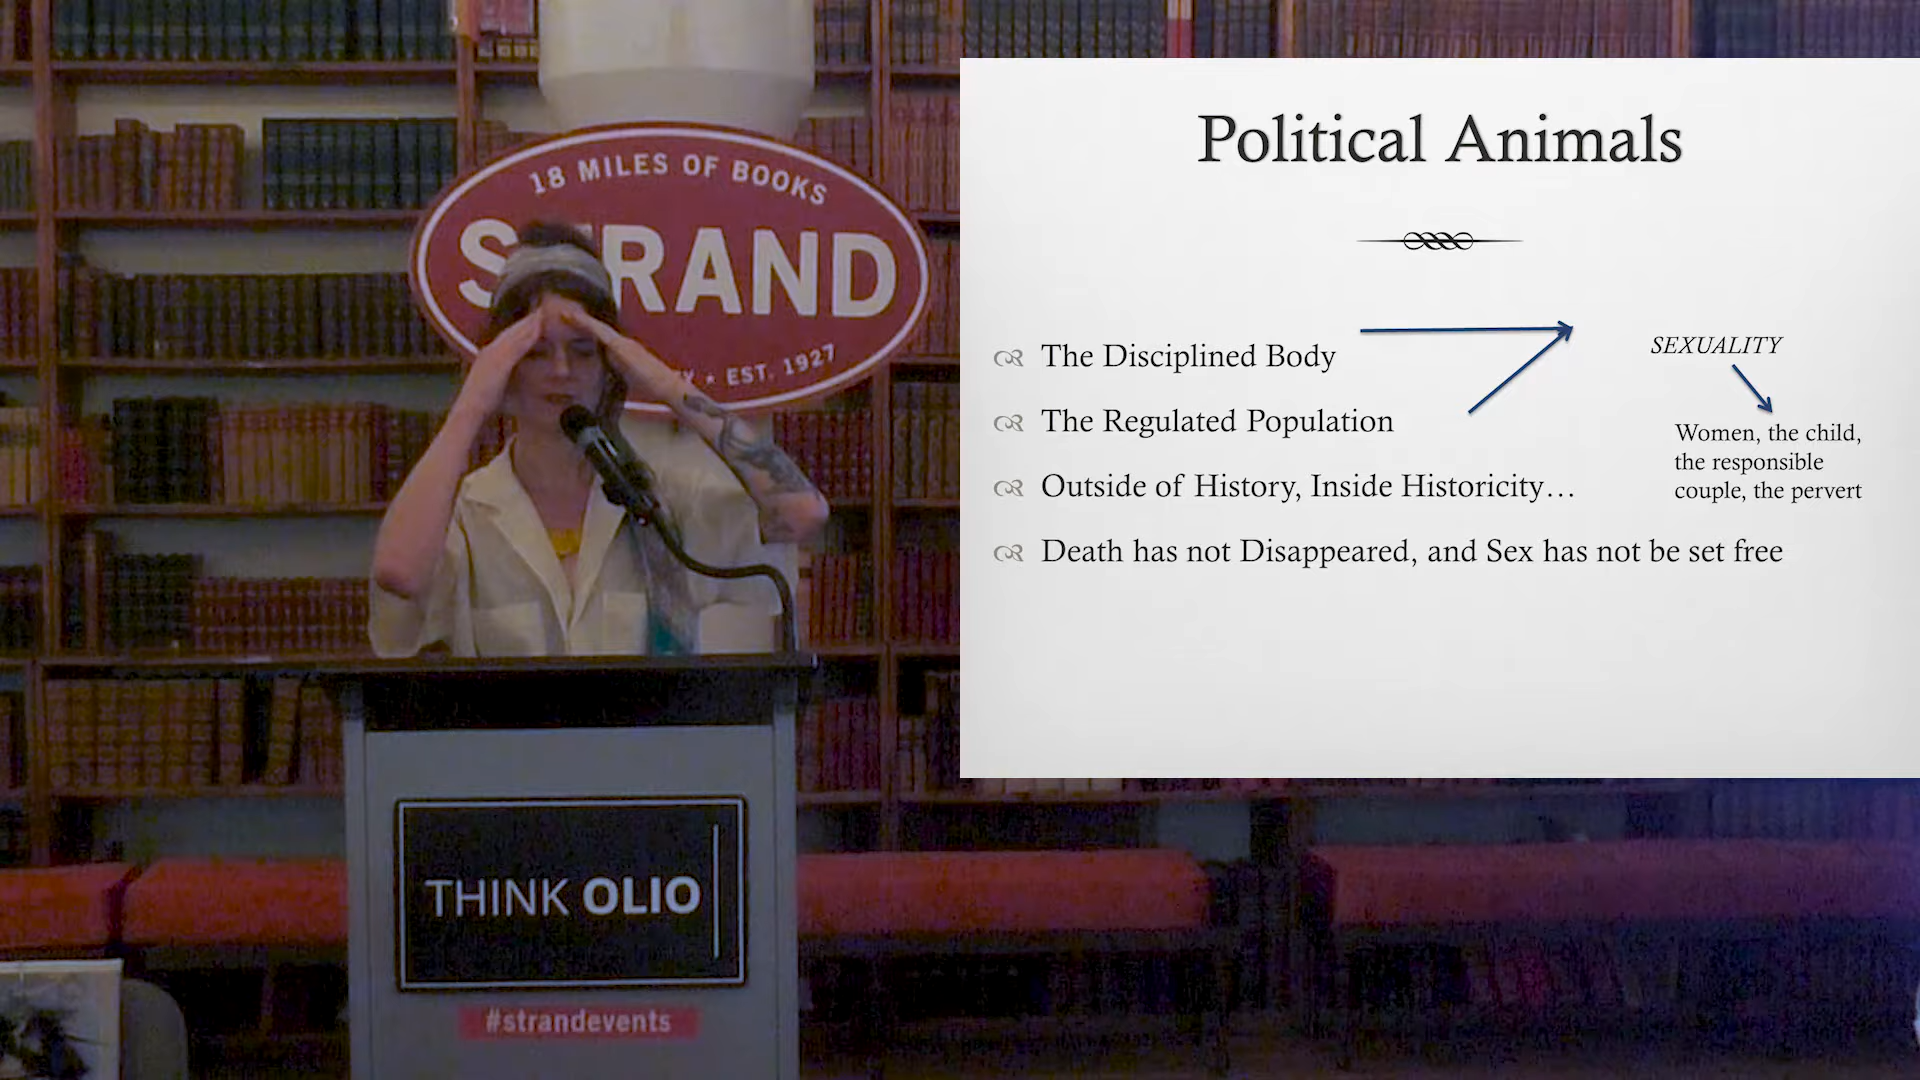 18 MILES OF BOOKS
STRAND
Y ★ EST. 1927
THINK OLIO
#strandevents
Political Animals
The Disciplined Body
The Regulated Population
Outside of History, Inside Historicity…
Death has not Disappeared, and Sex has not be set free
SEXUALITY
Women, the child,
the responsible
couple, the pervert